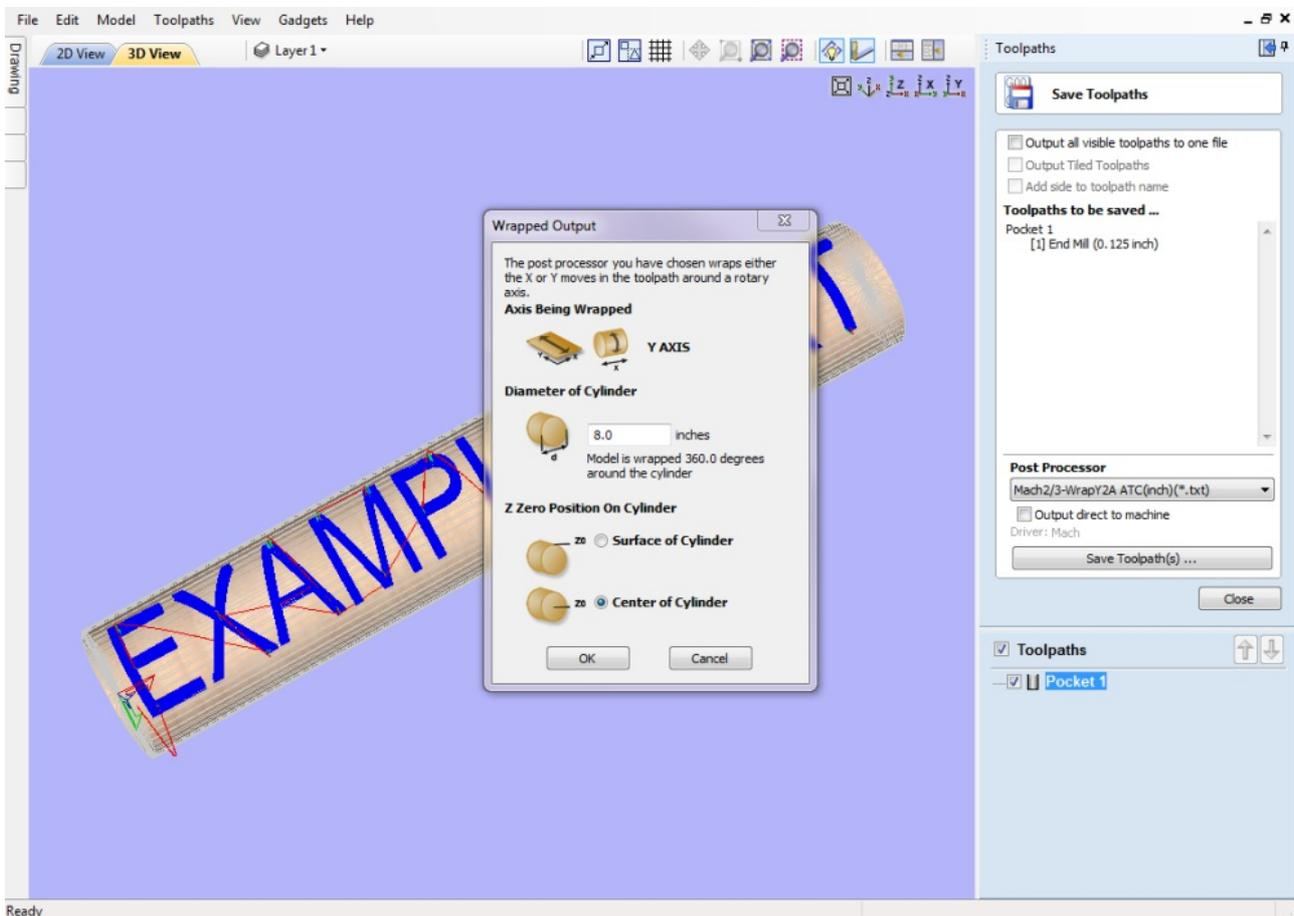 File Edit Model Toolpaths View Gadgets Help
Drawing
2D View 3D View Layer 1
Toolpaths
Save Toolpaths
Output all visible toolpaths to one file
Output Tiled Toolpaths
Add side to toolpath name
Toolpaths to be saved ...
Pocket 1
[1] End Mill (0.125 inch)
Wrapped Output
The post processor you have chosen wraps either
the X or Y moves in the toolpath around a rotary
axis.
Axis Being Wrapped
Y X
X
Y AXIS
Diameter of Cylinder
8.0 inches
d
Model is wrapped 360.0 degrees
around the cylinder
Z Zero Position On Cylinder
Z0 Surface of Cylinder
Z0 Center of Cylinder
OK Cancel
EXAMPL
T
Post Processor
Mach2/3-WrapY2A ATC(inch)(*.txt)
Output direct to machine
Driver: Mach
Save Toolpath(s) ...
Close
Toolpaths
Pocket 1
Ready